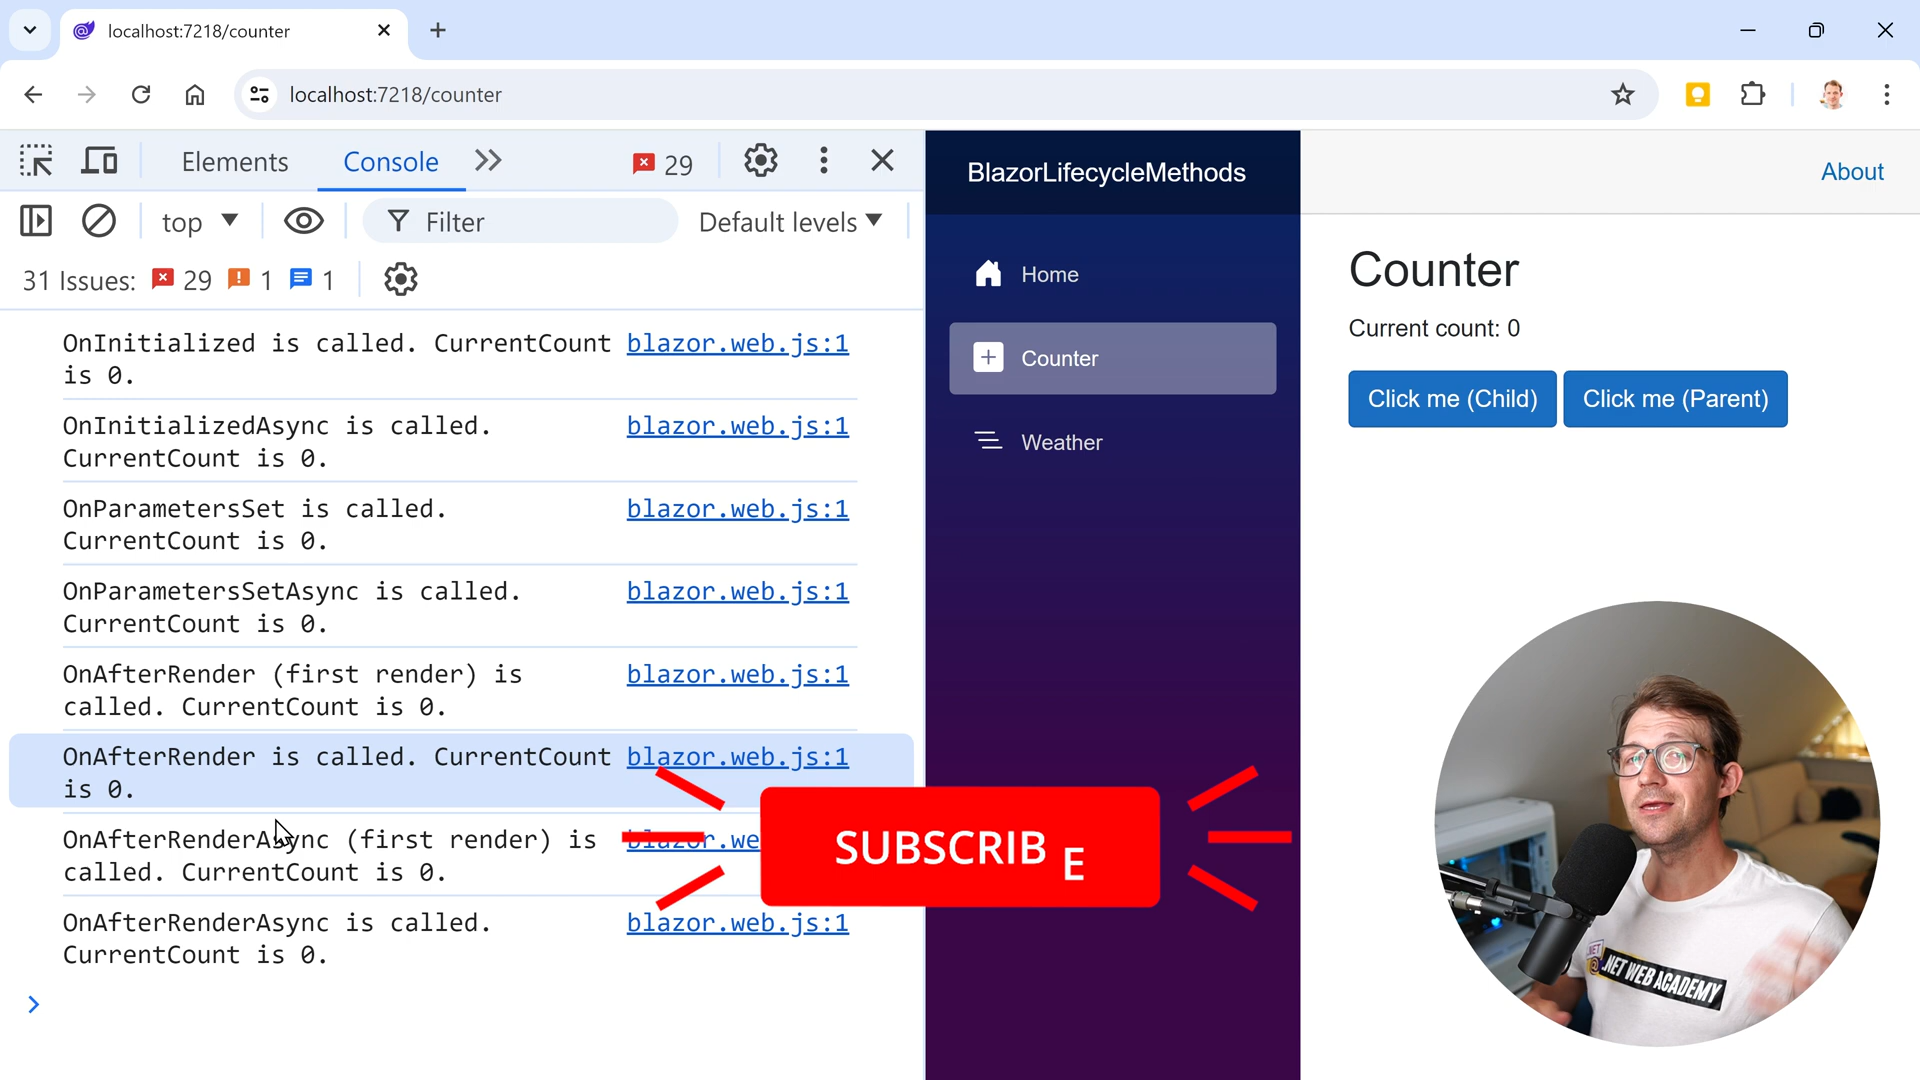 localhost:7218/counter
localhost:7218/counter
Elements Console 29
top Filter Default levels
31 Issues: 29 1 1
OnInitialized is called. CurrentCount is 0. blazor.web.js:1
is 0.
OnInitializedAsync is called. blazor.web.js:1
CurrentCount is 0.
OnParametersSet is called. blazor.web.js:1
CurrentCount is 0.
OnParametersSetAsync is called. blazor.web.js:1
CurrentCount is 0.
OnAfterRender (first render) is blazor.web.js:1
called. CurrentCount is 0.
OnAfterRender is called. CurrentCount blazor.web.js:1
is 0.
OnAfterRenderAsync (first render) is blazor.we
called. CurrentCount is 0.
OnAfterRenderAsync is called. blazor.web.js:1
CurrentCount is 0.
BlazorLifecycleMethods
Home
Counter
Weather
About
Counter
Current count: 0
Click me (Child) Click me (Parent)
SUBSCRIBE
.NET
.NET WEB ACADEMY